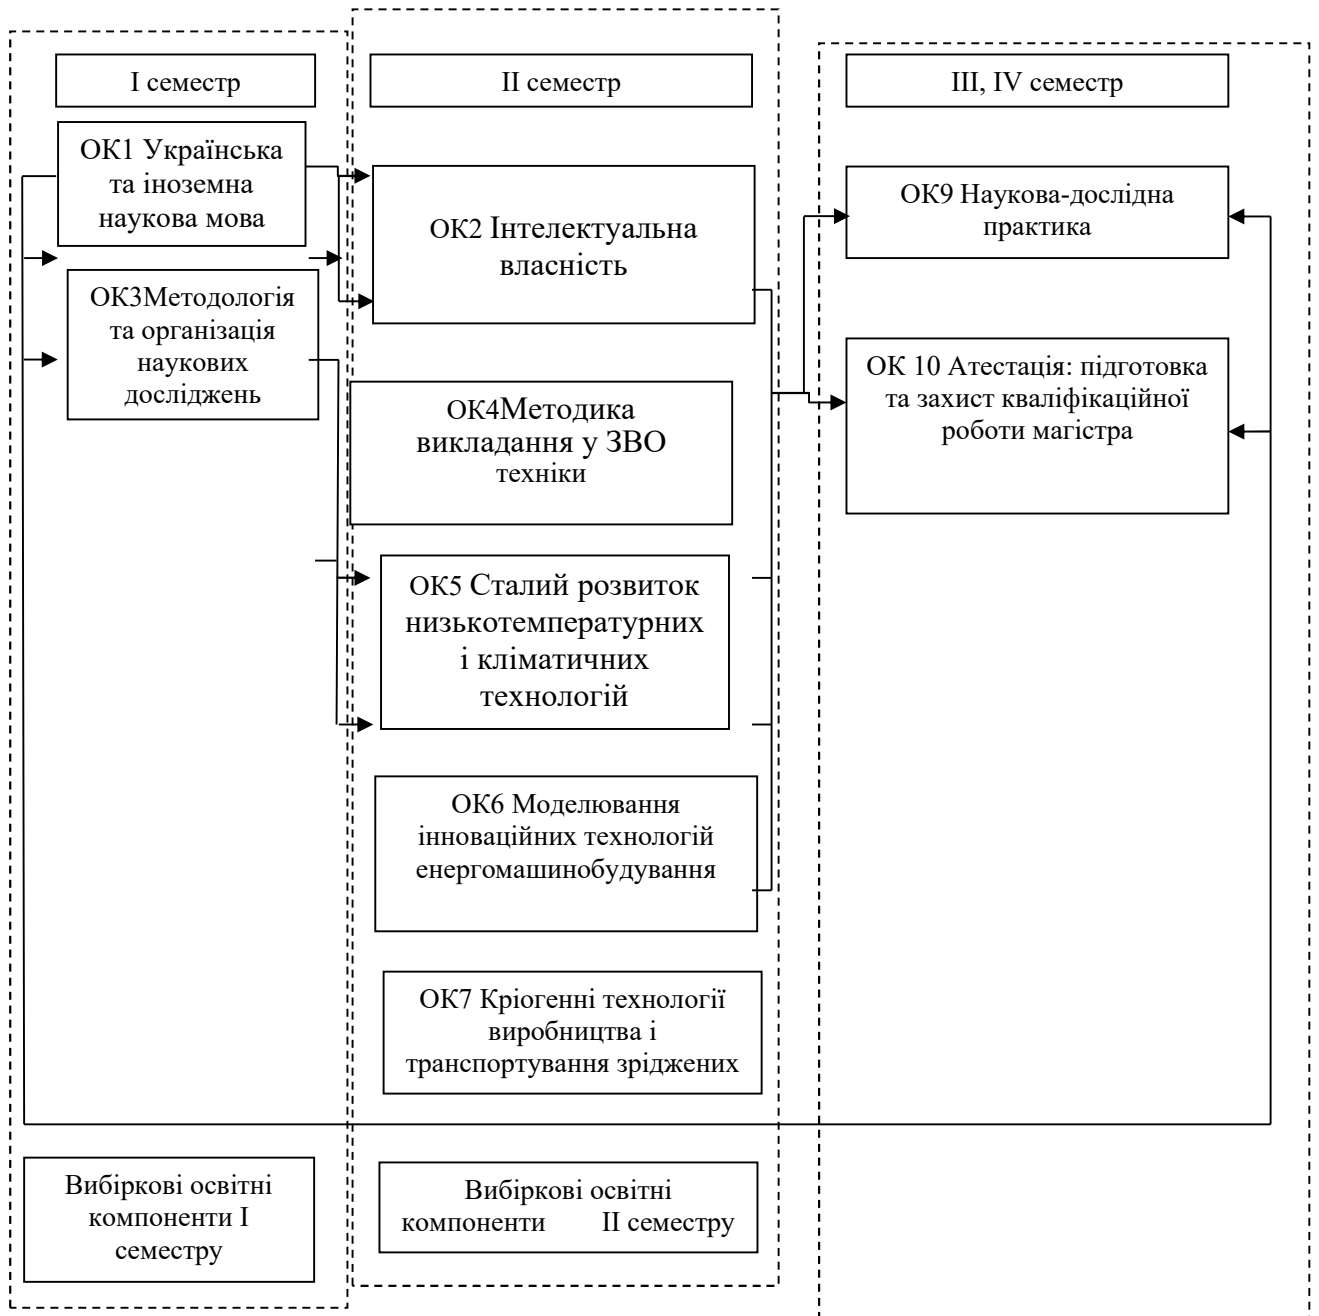 І семестр
ОК1 Українська
та іноземна
наукова мова
ОК3Методологія
та організація
наукових
досліджень
Вибіркові освітні
компоненти І
семестру
ІІ семестр
ОК2 Інтелектуальна
власність
ОК4Методика
викладання у ЗВО
техніки
ОК5 Сталий розвиток
низькотемпературних
і кліматичних
технологій
ОК6 Моделювання
інноваційних технологій
енергомашинобудування
ОК7 Кріогенні технології
виробництва і
транспортування зріджених
Вибіркові освітні
компоненти ІІ семестру
ІІІ, IV семестр
ОК9 Наукова-дослідна
практика
ОК 10 Атестація: підготовка
та захист кваліфікаційної
роботи магістра